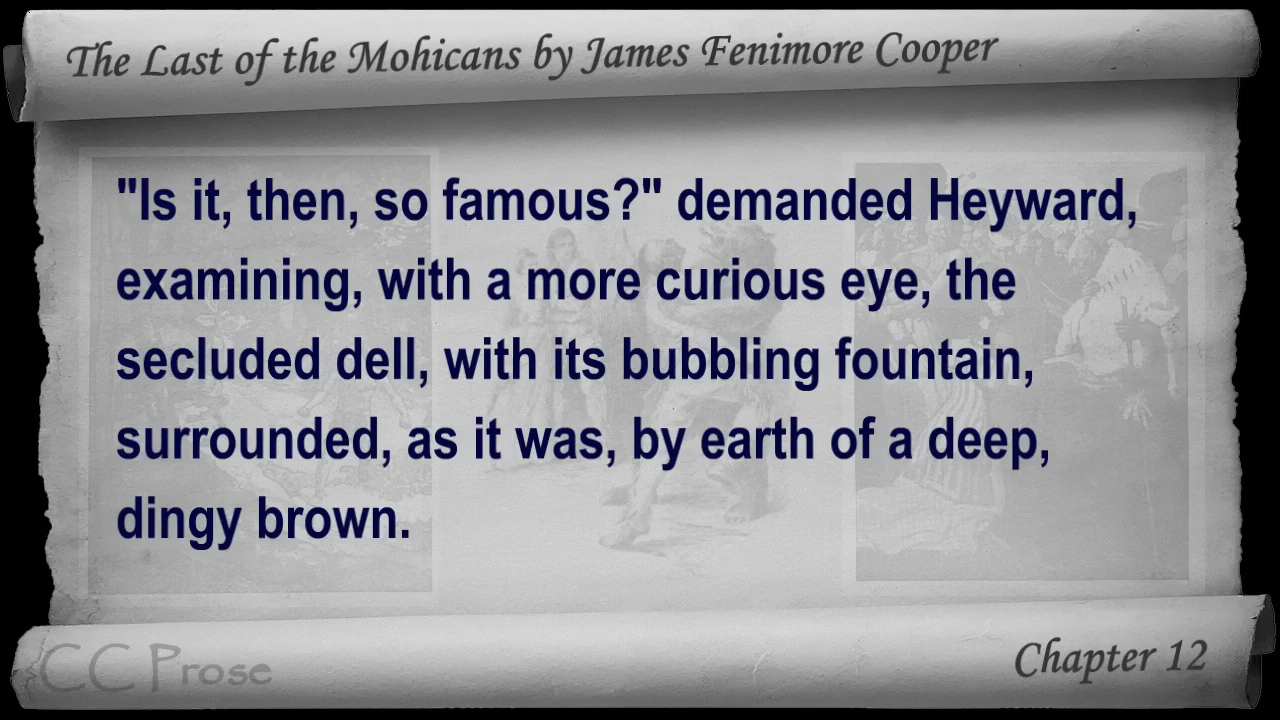 The Last of the Mohicans by James Fenimore Cooper
"Is it, then, so famous?" demanded Heyward,
examining, with a more curious eye, the
secluded dell, with its bubbling fountain,
surrounded, as it was, by earth of a deep,
dingy brown.
CC Prose
Chapter 12